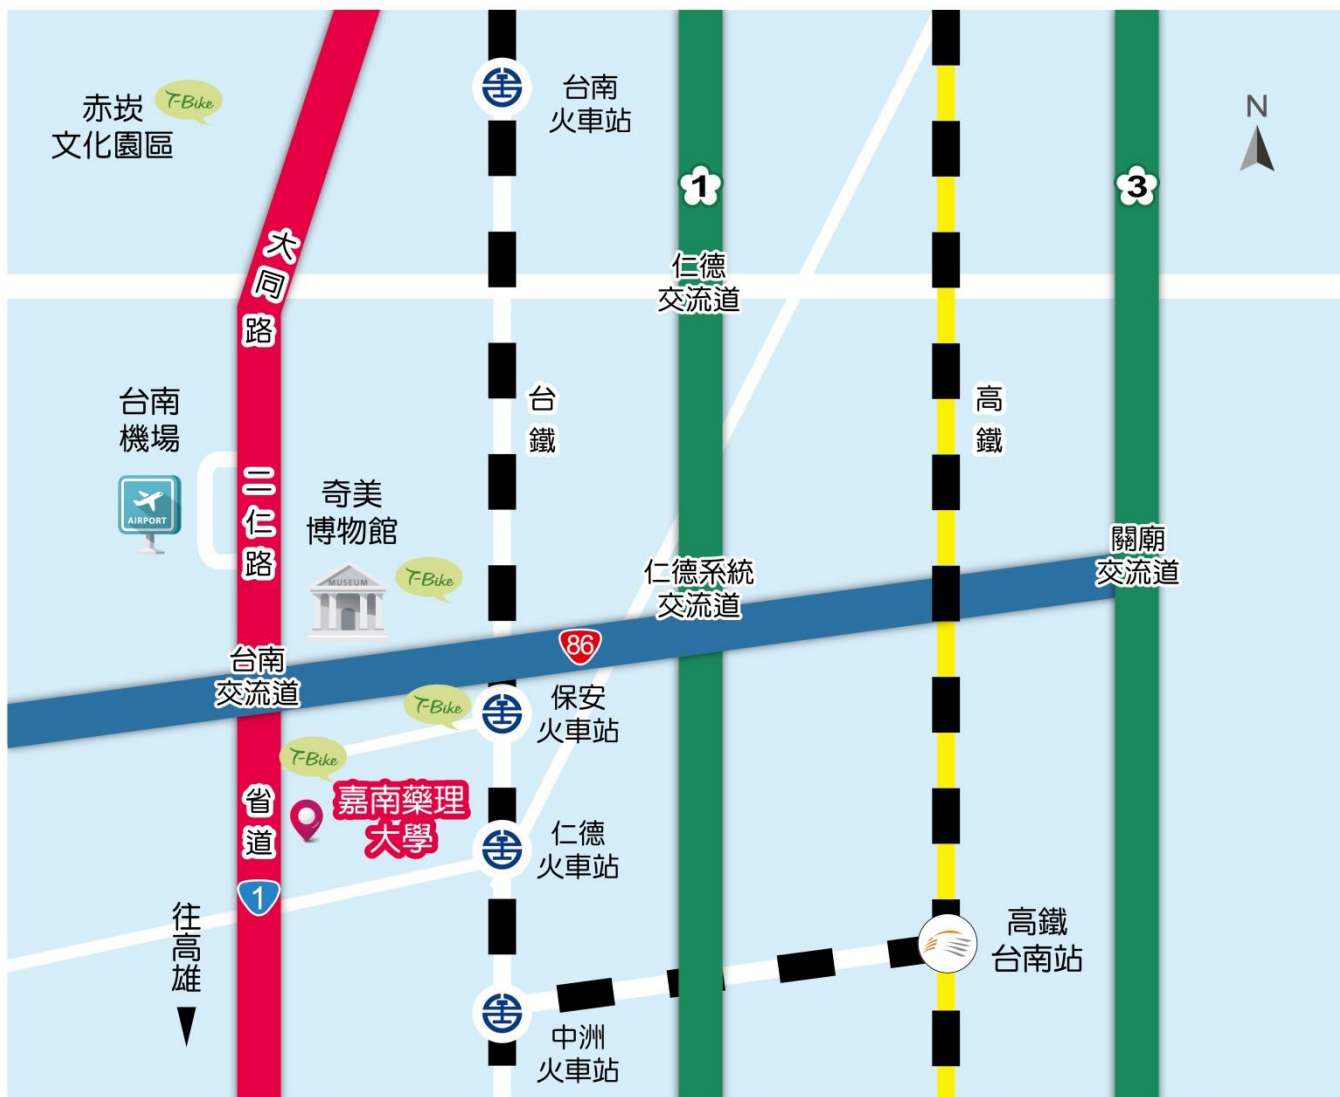 赤崁
文化園區
T-Bike
台南
火車站
N
1
3
大同路
仁德
交流道
台南
機場
AIRPORT
二仁路
台鐵
高鐵
奇美
博物館
MUSEUM
T-Bike
仁德系統
交流道
關廟
交流道
86
台南
交流道
T-Bike
保安
火車站
T-Bike
省道
嘉南藥理
大學
仁德
火車站
1
往高雄
高鐵
台南站
中洲
火車站